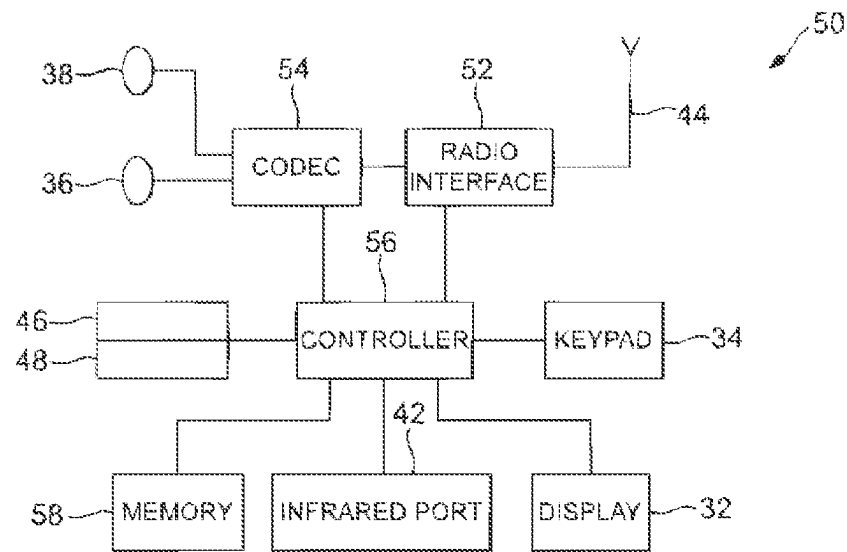 50
38
54
52
44
36
CODEC
RADIO
INTERFACE
56
46
48
CONTROLLER
KEYPAD
34
42
58
MEMORY
INFRARED PORT
DISPLAY
32